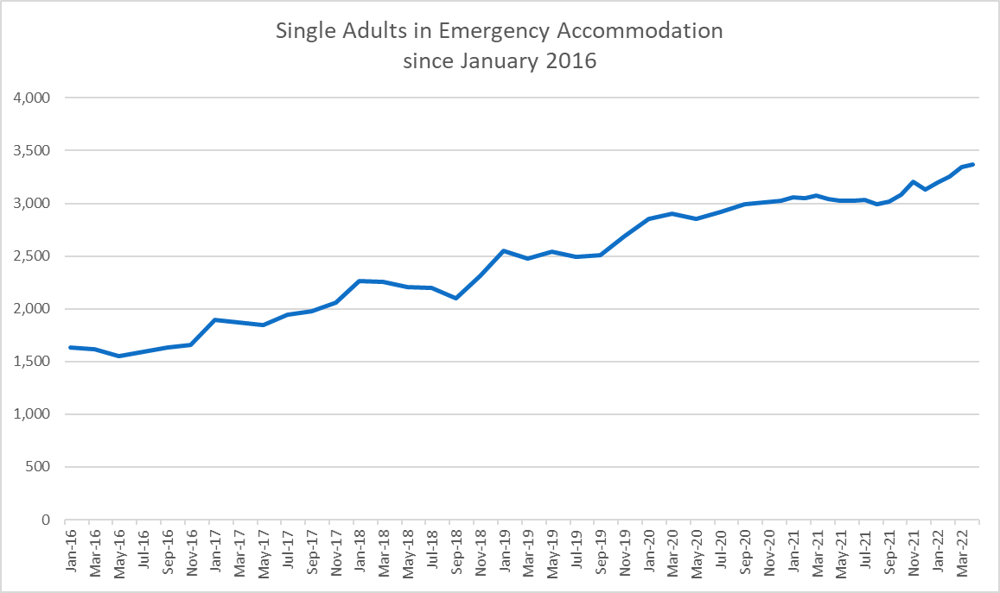 Single Adults in Emergency Accommodation
since January 2016
4,000
3,500
3,000
2,500
2,000
1,500
1,000
500
0
Jan-16
Mar-16
May-16
Jul-16
Sep-16
Nov-16
Jan-17
Mar-17
May-17
Jul-17
Sep-17
Nov-17
Jan-18
Mar-18
May-18
Jul-18
Sep-18
Nov-18
Jan-19
Mar-19
May-19
Jul-19
Sep-19
Nov-19
Jan-20
Mar-20
May-20
Jul-20
Sep-20
Nov-20
Jan-21
Mar-21
May-21
Jul-21
Sep-21
Nov-21
Jan-22
Mar-22